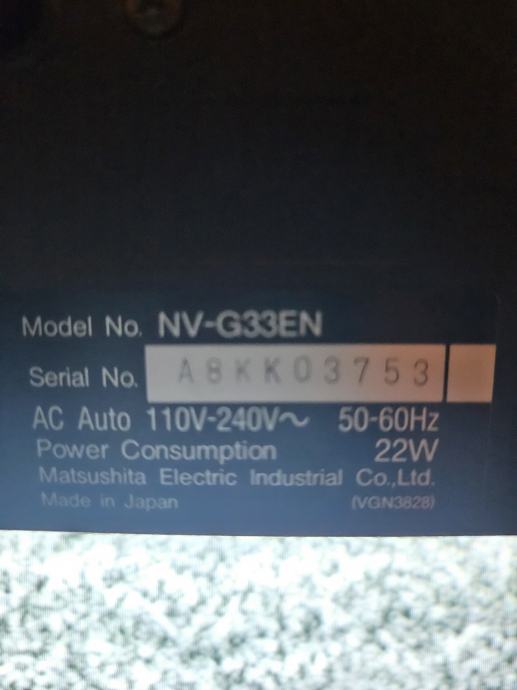 Model No. NV-G33EN
Serial No. A8KK03753
AC Auto 110V-240V~ 50-60Hz
Power Consumption 22W
Matsushita Electric Industrial Co.,Ltd.
Made in Japan (VGN3828)